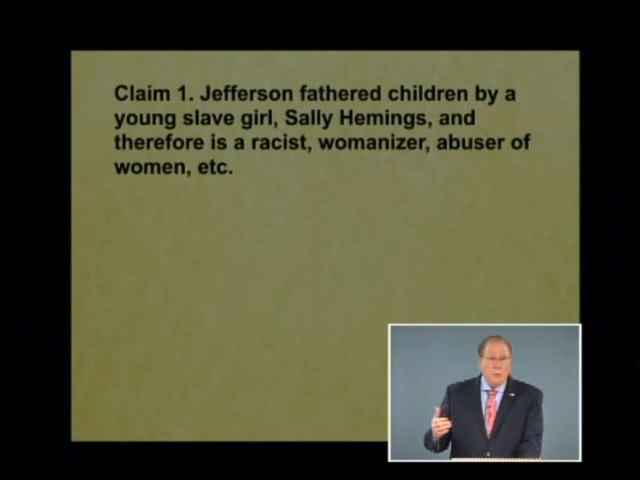 Claim 1. Jefferson fathered children by a
young slave girl, Sally Hemings, and
therefore is a racist, womanizer, abuser of
women, etc.